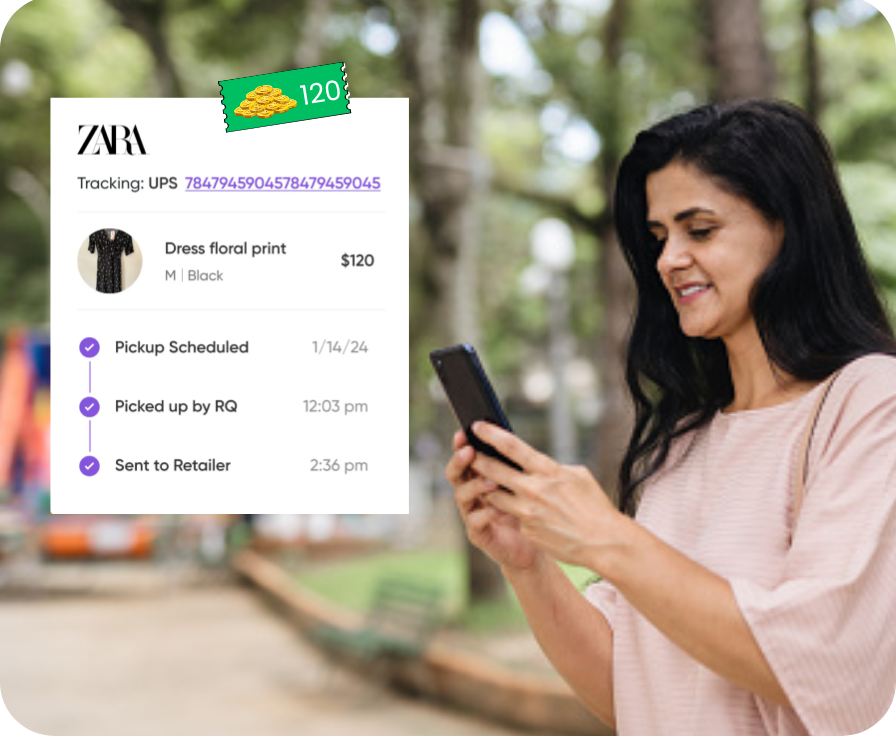 120
ZARA
Tracking: UPS 7847945904578479459045
Dress floral print
$120
M | Black
Pickup Scheduled 1/14/24
Picked up by RQ 12:03 pm
Sent to Retailer 2:36 pm